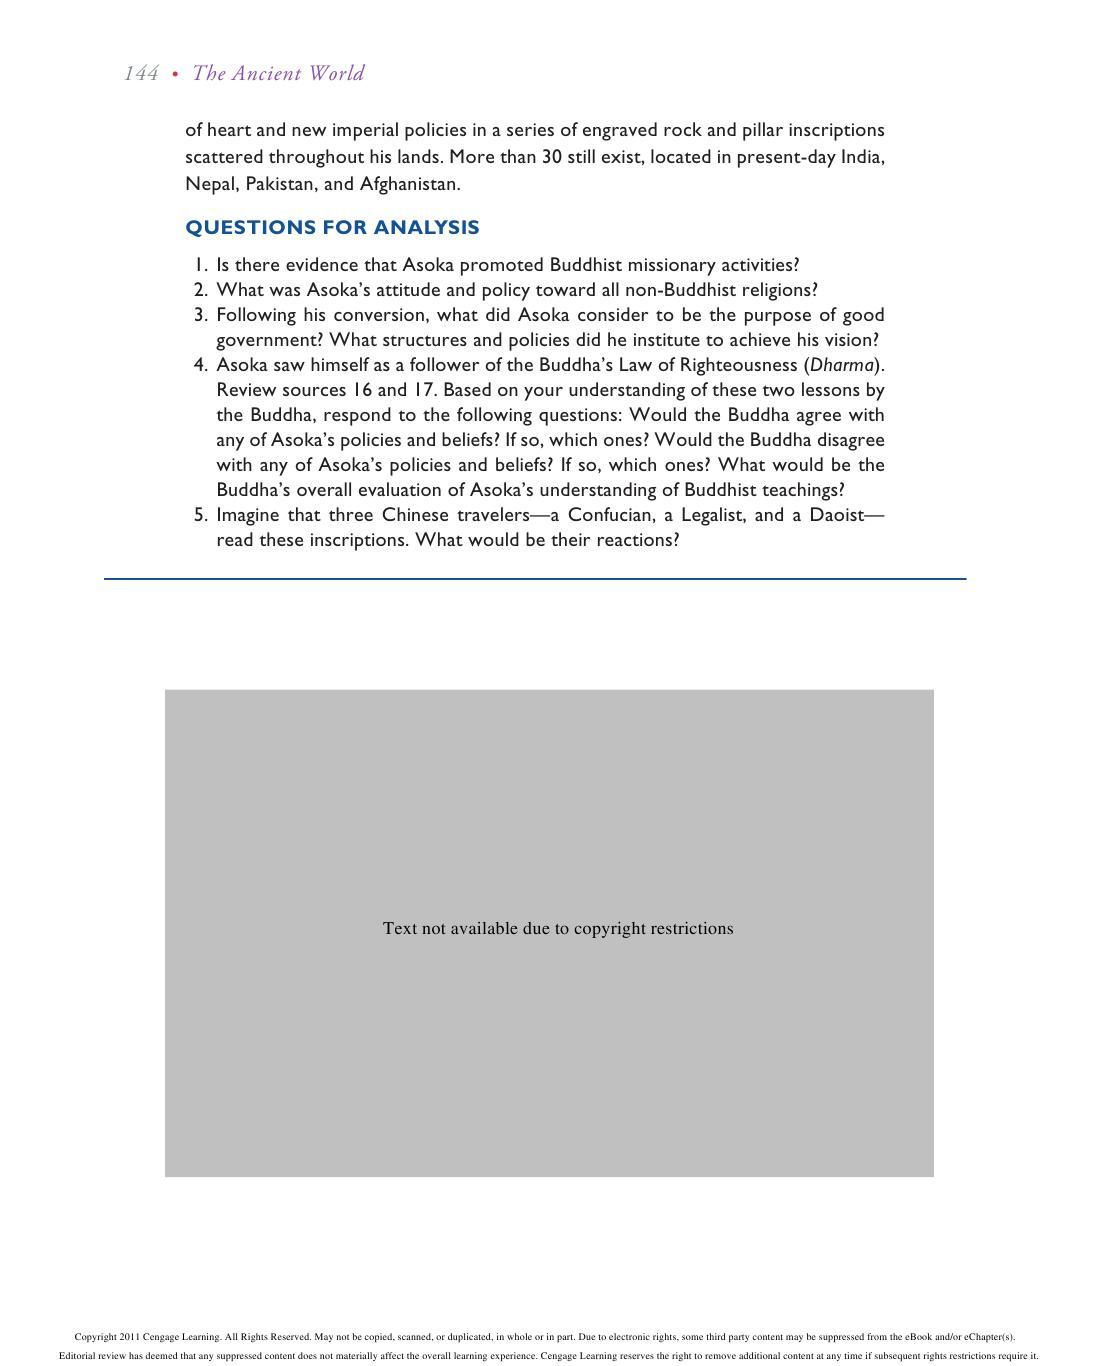 144 • The Ancient World
of heart and new imperial policies in a series of engraved rock and pillar inscriptions
scattered throughout his lands. More than 30 still exist, located in present-day India,
Nepal, Pakistan, and Afghanistan.
QUESTIONS FOR ANALYSIS
1. Is there evidence that Asoka promoted Buddhist missionary activities?
2. What was Asoka’s attitude and policy toward all non-Buddhist religions?
3. Following his conversion, what did Asoka consider to be the purpose of good
government? What structures and policies did he institute to achieve his vision?
4. Asoka saw himself as a follower of the Buddha’s Law of Righteousness (Dharma).
Review sources 16 and 17. Based on your understanding of these two lessons by
the Buddha, respond to the following questions: Would the Buddha agree with
any of Asoka’s policies and beliefs? If so, which ones? Would the Buddha disagree
with any of Asoka’s policies and beliefs? If so, which ones? What would be the
Buddha’s overall evaluation of Asoka’s understanding of Buddhist teachings?
5. Imagine that three Chinese travelers—a Confucian, a Legalist, and a Daoist—
read these inscriptions. What would be their reactions?
Text not available due to copyright restrictions
Copyright 2011 Cengage Learning. All Rights Reserved. May not be copied, scanned, or duplicated, in whole or in part. Due to electronic rights, some third party content may be suppressed from the eBook and/or eChapter(s).
Editorial review has deemed that any suppressed content does not materially affect the overall learning experience. Cengage Learning reserves the right to remove additional content at any time if subsequent rights restrictions require it.